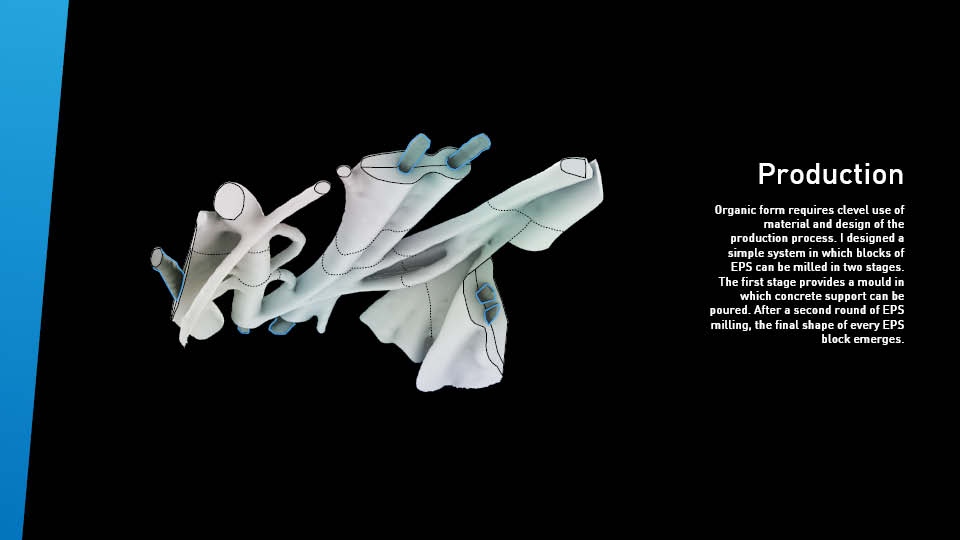 Production
Organic form requires clevel use of
material and design of the
production process. I designed a
simple system in which blocks of
EPS can be milled in two stages.
The first stage provides a mould in
which concrete support can be
poured. After a second round of EPS
milling, the final shape of every EPS
block emerges.